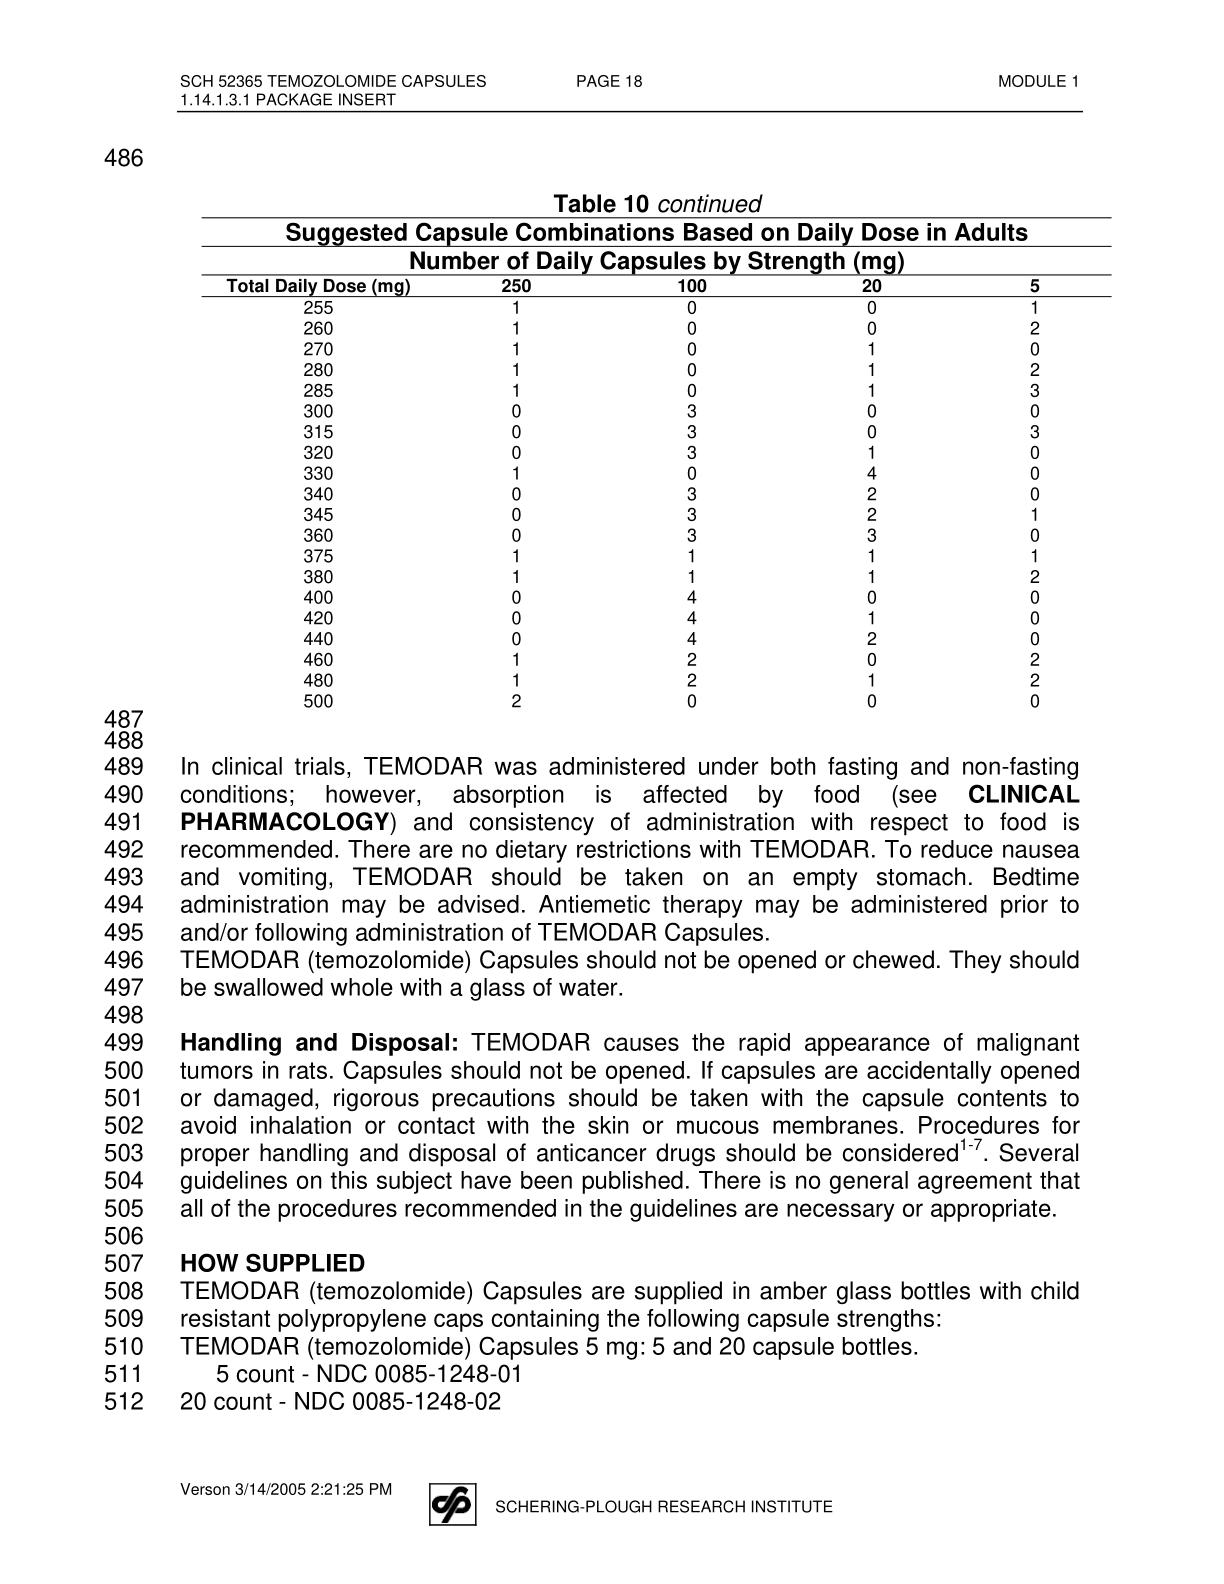 SCH 52365 TEMOZOLOMIDE CAPSULES PAGE 18 MODULE 1
1.14.1.3.1 PACKAGE INSERT
486
Table 10 continued
Suggested Capsule Combinations Based on Daily Dose in Adults
Number of Daily Capsules by Strength (mg)
Total Daily Dose (mg) 250 100 20 5
255 1 0 0 1
260 1 0 0 2
270 1 0 1 0
280 1 0 1 2
285 1 0 1 3
300 0 3 0 0
315 0 3 0 3
320 0 3 1 0
330 1 0 4 0
340 0 3 2 0
345 0 3 2 1
360 0 3 3 0
375 1 1 1 1
380 1 1 1 2
400 0 4 0 0
420 0 4 1 0
440 0 4 2 0
460 1 2 0 2
480 1 2 1 2
500 2 0 0 0
487
488
489 In clinical trials, TEMODAR was administered under both fasting and non-fasting
490 conditions; however, absorption is affected by food (see CLINICAL
491 PHARMACOLOGY) and consistency of administration with respect to food is
492 recommended. There are no dietary restrictions with TEMODAR. To reduce nausea
493 and vomiting, TEMODAR should be taken on an empty stomach. Bedtime
494 administration may be advised. Antiemetic therapy may be administered prior to
495 and/or following administration of TEMODAR Capsules.
496 TEMODAR (temozolomide) Capsules should not be opened or chewed. They should
497 be swallowed whole with a glass of water.
498
499 Handling and Disposal: TEMODAR causes the rapid appearance of malignant
500 tumors in rats. Capsules should not be opened. If capsules are accidentally opened
501 or damaged, rigorous precautions should be taken with the capsule contents to
502 avoid inhalation or contact with the skin or mucous membranes. Procedures for
503 proper handling and disposal of anticancer drugs should be considered1-7. Several
504 guidelines on this subject have been published. There is no general agreement that
505 all of the procedures recommended in the guidelines are necessary or appropriate.
506
507 HOW SUPPLIED
508 TEMODAR (temozolomide) Capsules are supplied in amber glass bottles with child
509 resistant polypropylene caps containing the following capsule strengths:
510 TEMODAR (temozolomide) Capsules 5 mg: 5 and 20 capsule bottles.
511 5 count - NDC 0085-1248-01
512 20 count - NDC 0085-1248-02
Verson 3/14/2005 2:21:25 PM
SCHERING-PLOUGH RESEARCH INSTITUTE